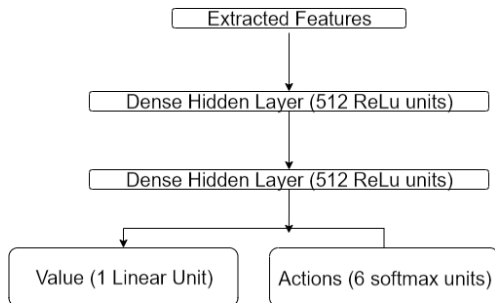 Extracted Features
Dense Hidden Layer (512 ReLu units)
Dense Hidden Layer (512 ReLu units)
Value (1 Linear Unit)
Actions (6 softmax units)